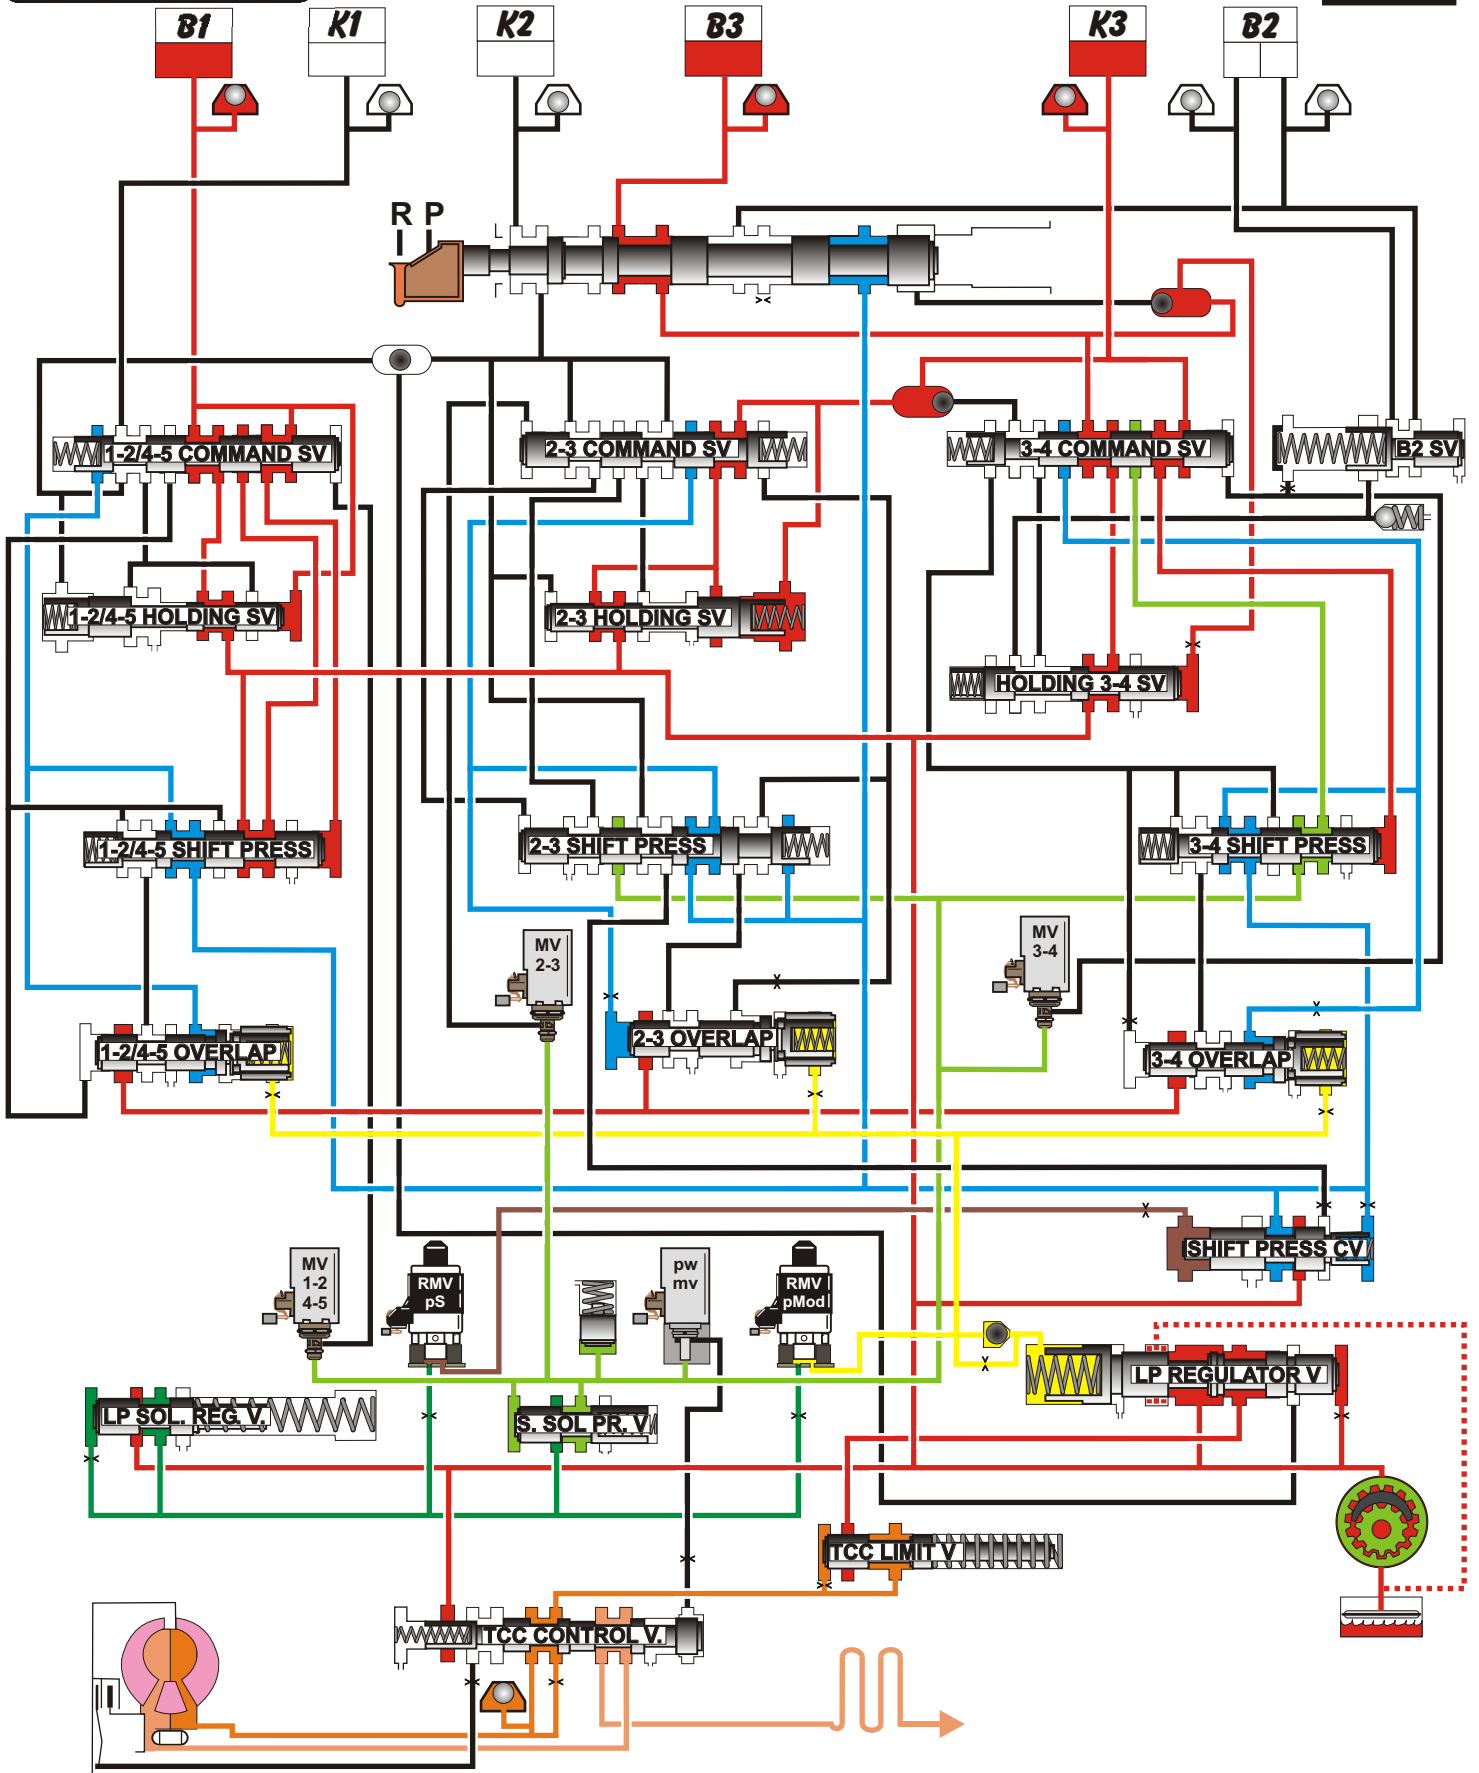 B1
K1
K2
B3
K3
B2
R P
1-2/4-5 COMMAND SV
2-3 COMMAND SV
3-4 COMMAND SV
B2 SV
1-2/4-5 HOLDING SV
2-3 HOLDING SV
HOLDING 3-4 SV
1-2/4-5 SHIFT PRESS
2-3 SHIFT PRESS
3-4 SHIFT PRESS
MV
2-3
MV
3-4
1-2/4-5 OVERLAP
2-3 OVERLAP
3-4 OVERLAP
SHIFT PRESS CV
MV
1-2
4-5
RMV
pS
pw
mv
RMV
pMod
LP REGULATOR V
LP SOL. REG. V.
S. SOL PR. V
TCC LIMIT V
TCC CONTROL V.